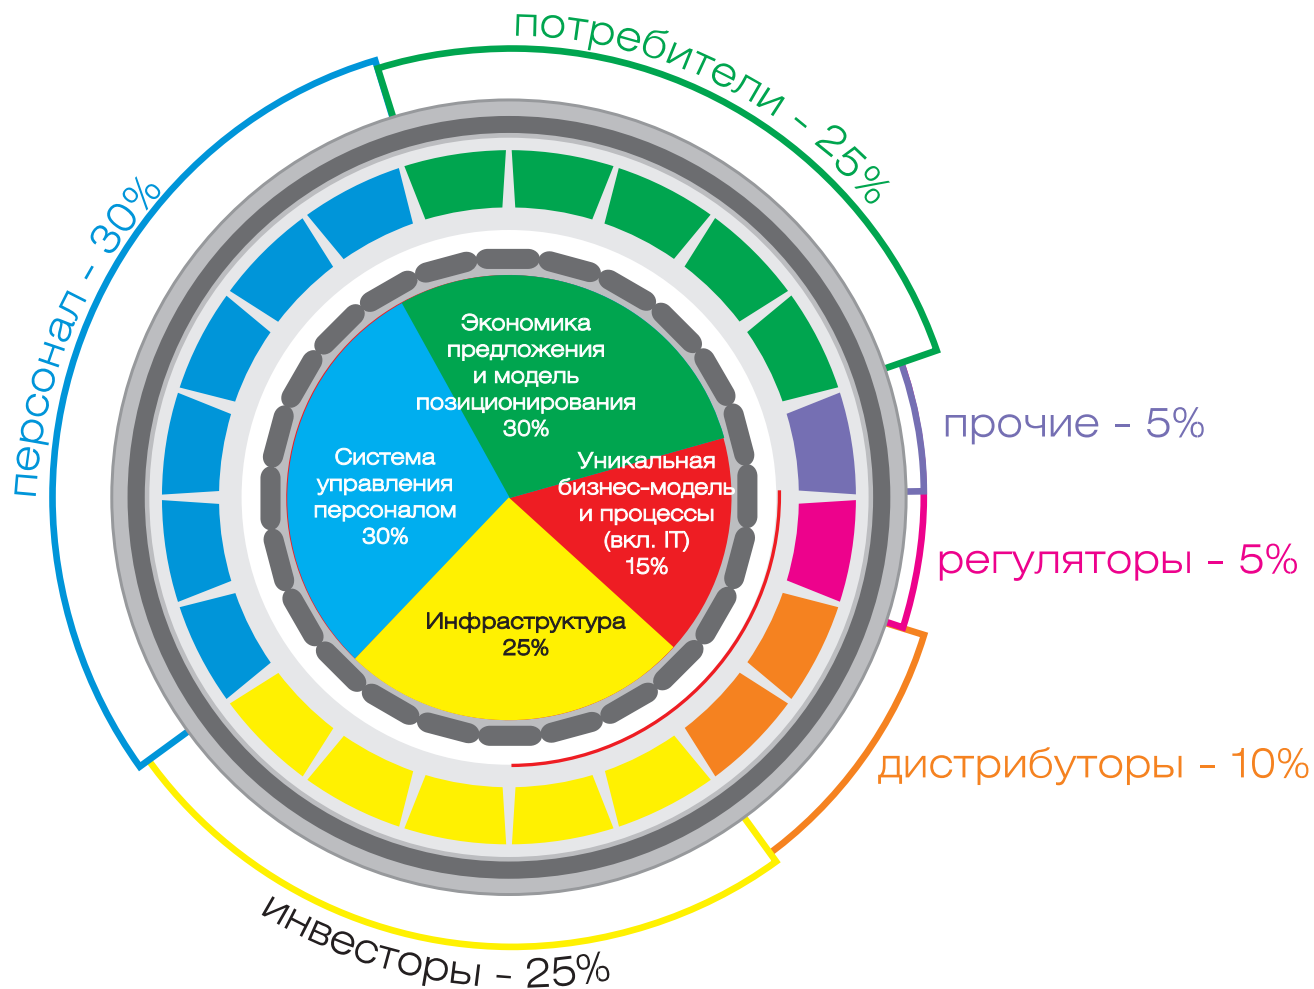 потребители - 25%
персонал - 30%
Экономика
предложения
и модель
позиционирования
30%
Система
управления
персоналом
30%
Уникальная
бизнес-модель
и процессы
(вкл. IT)
15%
Инфраструктура
25%
прочие - 5%
регуляторы - 5%
дистрибуторы - 10%
инвесторы - 25%